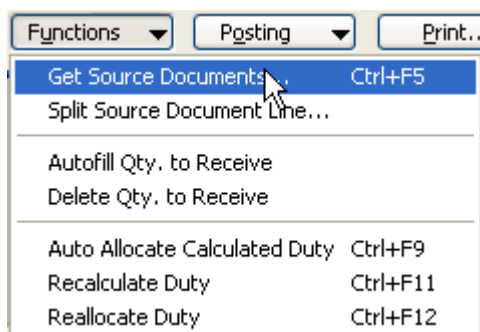 Functions Posting Print..
Get Source Documents... Ctrl+F5
Split Source Document Line...
Autofill Qty. to Receive
Delete Qty. to Receive
Auto Allocate Calculated Duty Ctrl+F9
Recalculate Duty Ctrl+F11
Reallocate Duty Ctrl+F12